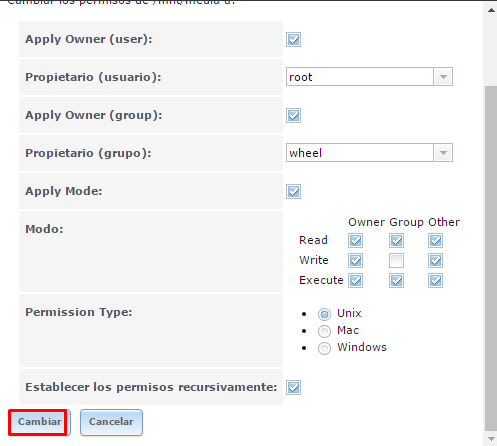 Cambiar los permisos de /mnt/media a:
Apply Owner (user):
Propietario (usuario): root
Apply Owner (group):
Propietario (grupo): wheel
Apply Mode:
Owner Group Other
Modo:
Read
Write
Execute
Permission Type:
Unix
Mac
Windows
Establecer los permisos recursivamente:
Cambiar Cancelar